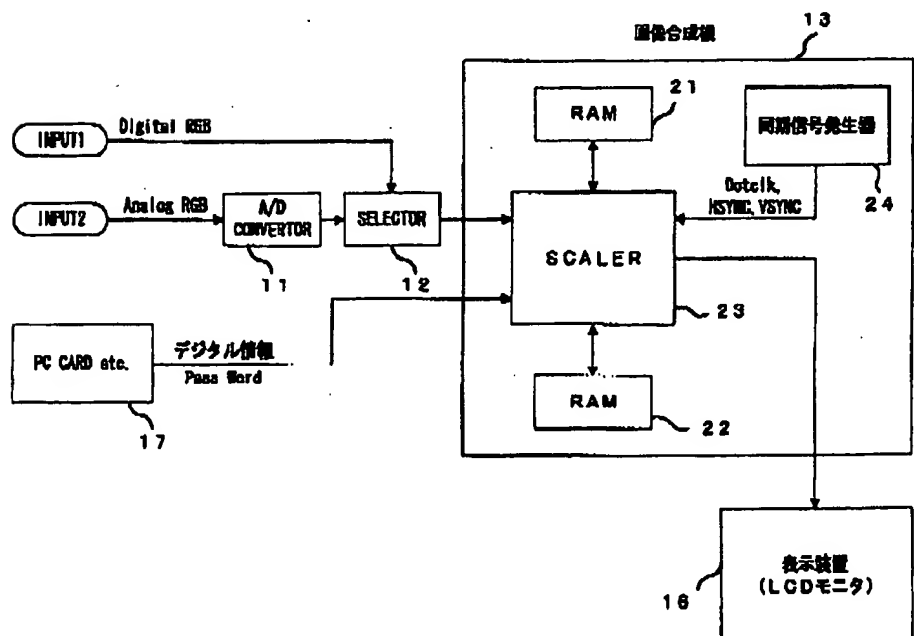 画像合成機
13
INPUT1
Digital RGB
RAM
21
同期信号発生器
24
Dotclk,
HSYNC, VSYNC
INPUT2
Analog RGB
A/D
CONVERTOR
11
SELECTOR
12
SCALER
23
PC CARD etc.
デジタル情報
Pass Word
17
RAM
22
表示装置
(LCDモニタ)
16